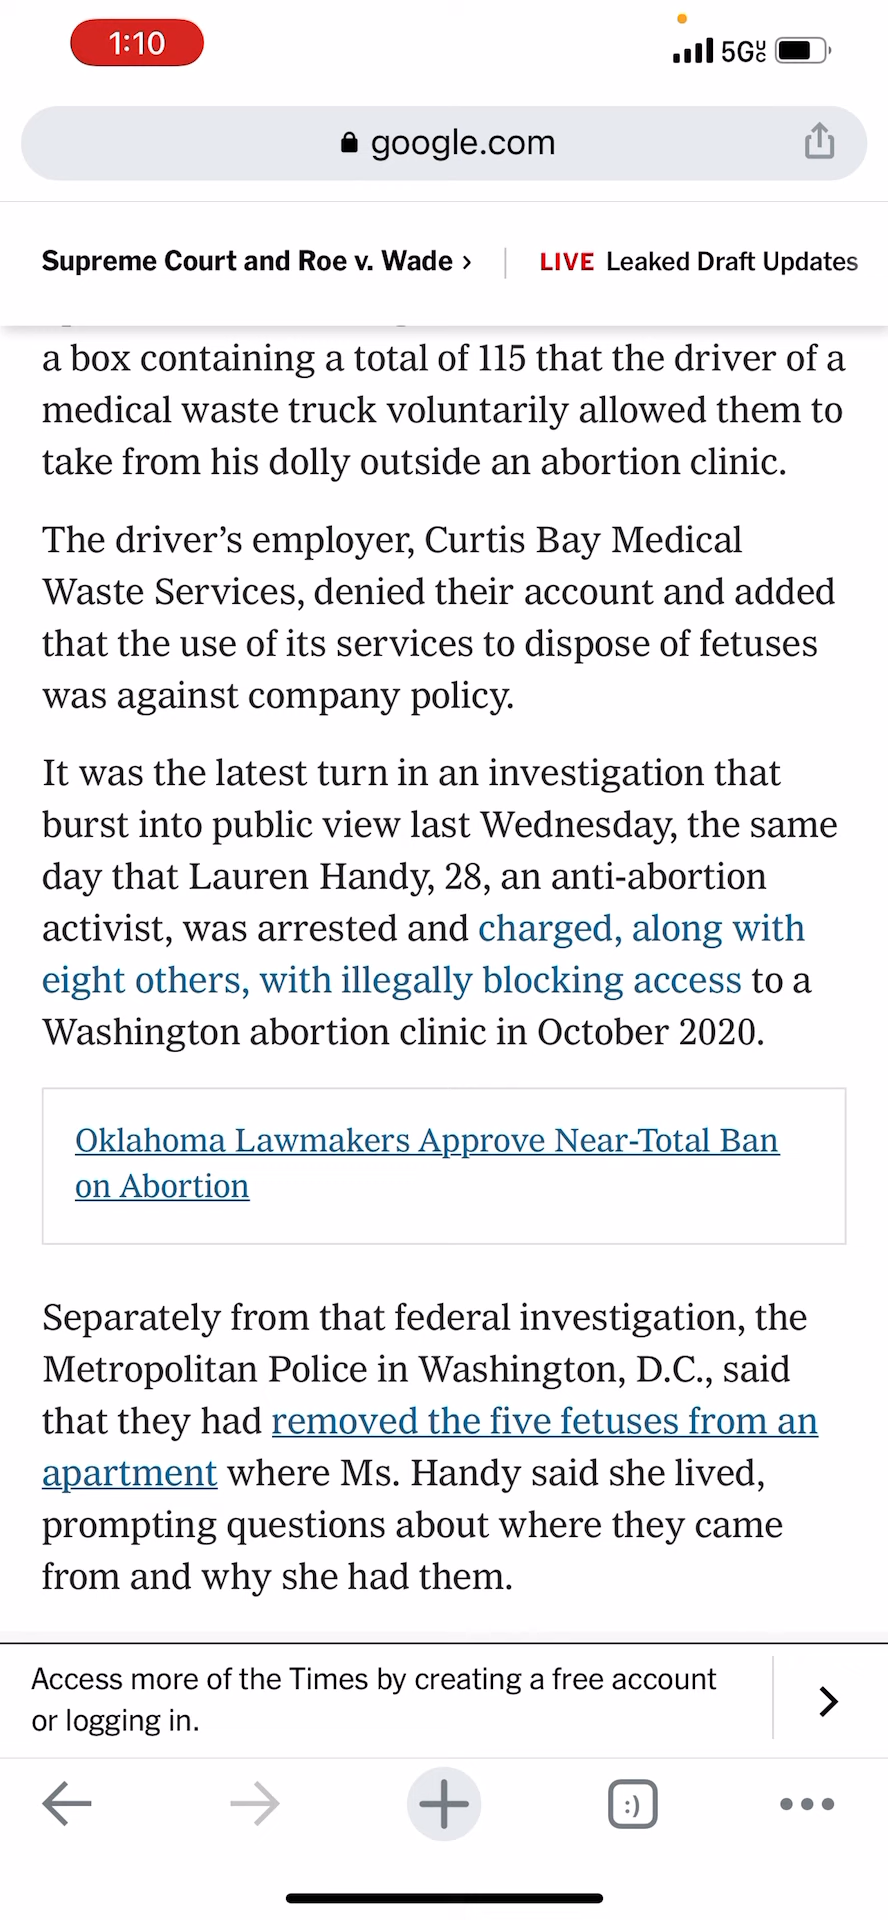 1:10
5G UC
google.com
Supreme Court and Roe v. Wade › LIVE Leaked Draft Updates
a box containing a total of 115 that the driver of a
medical waste truck voluntarily allowed them to
take from his dolly outside an abortion clinic.
The driver’s employer, Curtis Bay Medical
Waste Services, denied their account and added
that the use of its services to dispose of fetuses
was against company policy.
It was the latest turn in an investigation that
burst into public view last Wednesday, the same
day that Lauren Handy, 28, an anti-abortion
activist, was arrested and charged, along with
eight others, with illegally blocking access to a
Washington abortion clinic in October 2020.
Oklahoma Lawmakers Approve Near-Total Ban
on Abortion
Separately from that federal investigation, the
Metropolitan Police in Washington, D.C., said
that they had removed the five fetuses from an
apartment where Ms. Handy said she lived,
prompting questions about where they came
from and why she had them.
Access more of the Times by creating a free account
or logging in.
:)